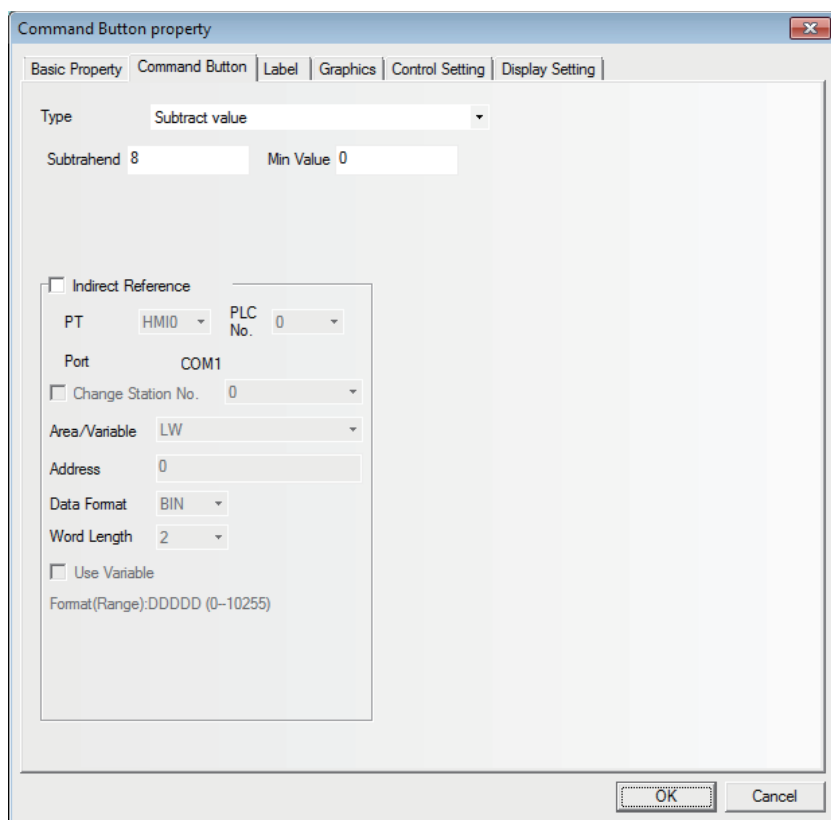 Command Button property
Basic Property Command Button Label Graphics Control Setting Display Setting
Type Subtract value
Subtrahend 8 Min Value 0
Indirect Reference
PT HMI0 PLC No. 0
Port COM1
Change Station No. 0
Area/Variable LW
Address 0
Data Format BIN
Word Length 2
Use Variable
Format(Range):DDDDD (0--10255)
OK Cancel